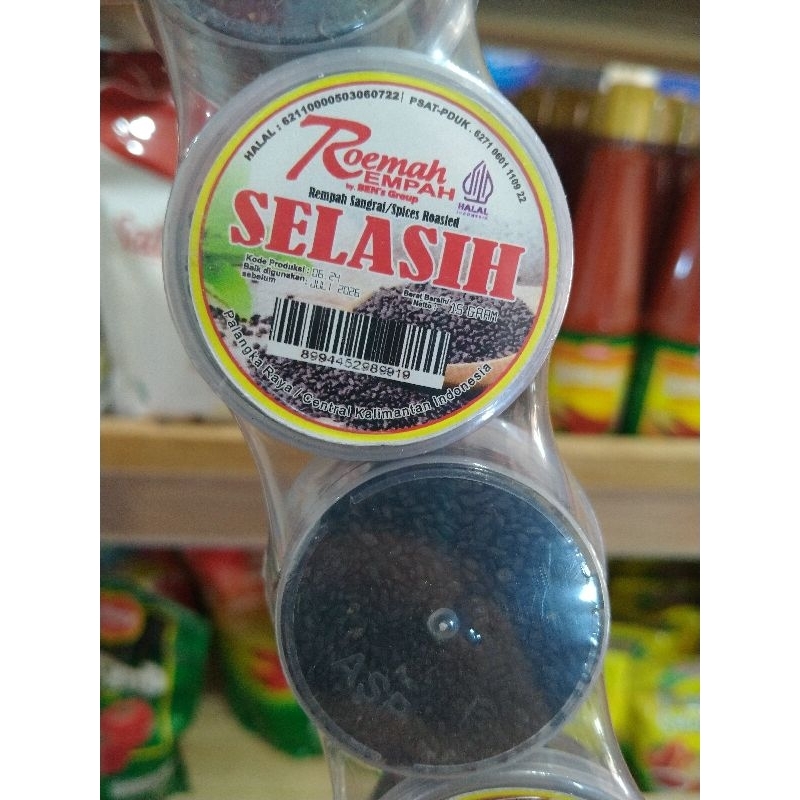 HALAL : 62110000503060722 | PSAT-PDUK . 6271 0601 1109 22
Roemah
EMPAH
by. BEN's Group
HALAL
INDONESIA
Rempah Sangrai/Spices Roasted
SELASIH
Kode Produksi : 06.24
Baik digunakan : JULI 2026
sebelum
Berat Bersih/
Netto : 15 GRAM
8994452989919
Palangka Raya / Central Kalimantan Indonesia